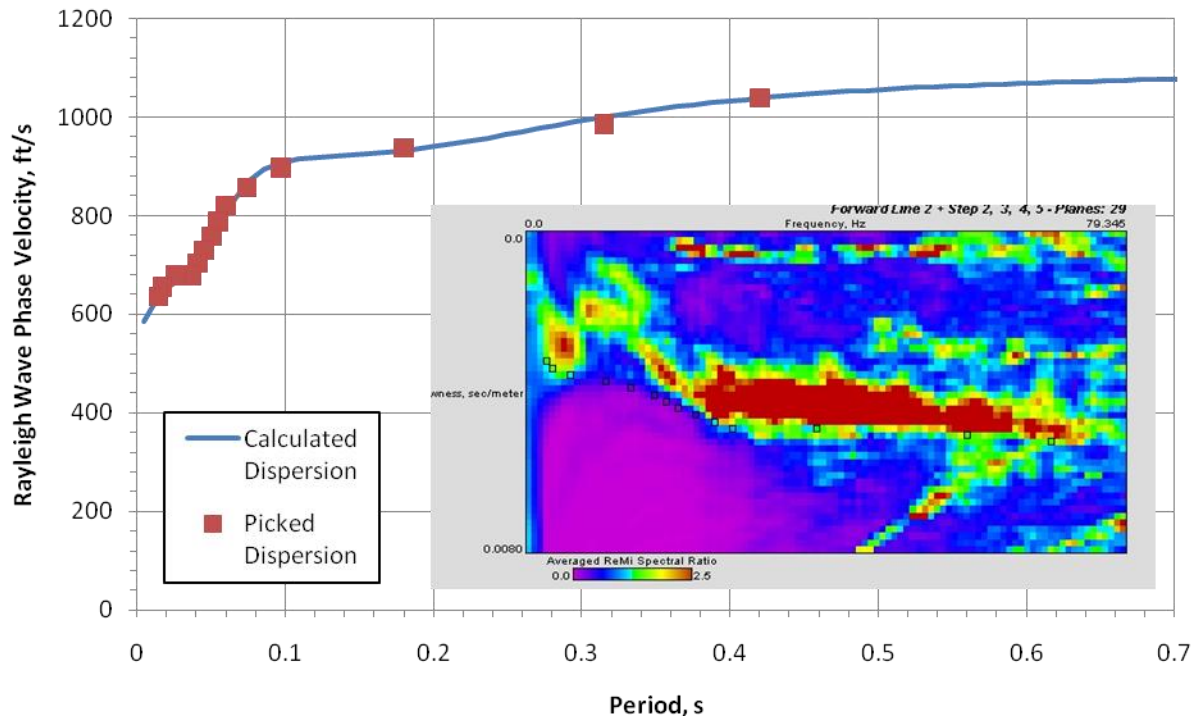 1200
1000
800
600
400
200
0
Rayleigh Wave Phase Velocity, ft/s
Calculated
Dispersion
Picked
Dispersion
Forward Line 2 + Step 2, 3, 4, 5 - Planes: 29
0.0
Frequency, Hz
79.345
0.0
wness, sec/meter
0.0080
Averaged ReMi Spectral Ratio
0.0
2.5
0
0.1
0.2
0.3
0.4
0.5
0.6
0.7
Period, s